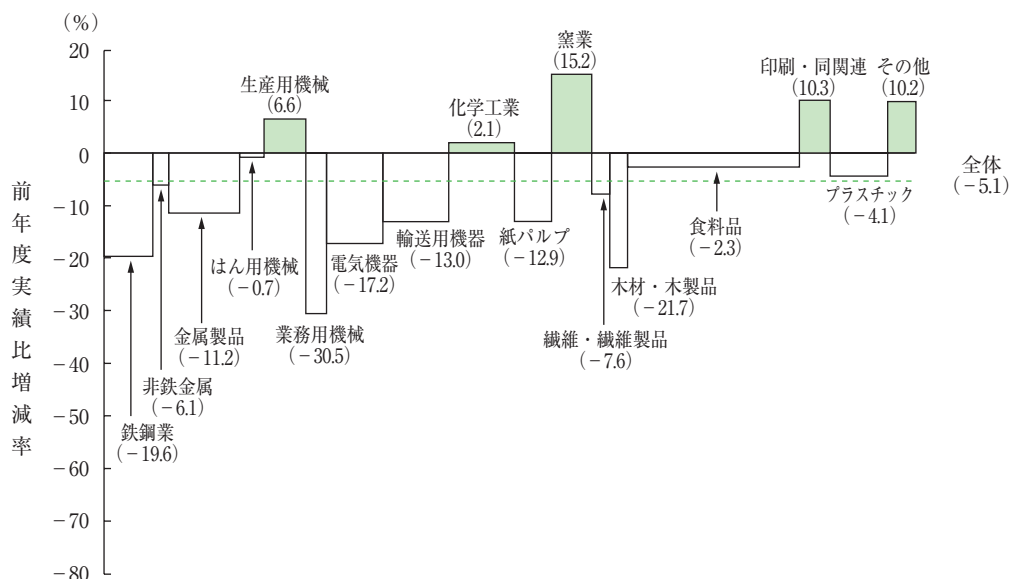 (%)
20
10
0
−10
−20
−30
−40
−50
−60
−70
−80
前年度実績比増減率
鉄鋼業
(−19.6)
非鉄金属
(−6.1)
金属製品
(−11.2)
はん用機械
(−0.7)
生産用機械
(6.6)
業務用機械
(−30.5)
電気機器
(−17.2)
輸送用機器
(−13.0)
化学工業
(2.1)
紙パルプ
(−12.9)
窯業
(15.2)
繊維・繊維製品
(−7.6)
木材・木製品
(−21.7)
食料品
(−2.3)
印刷・同関連
(10.3)
プラスチック
(−4.1)
その他
(10.2)
全体
(−5.1)